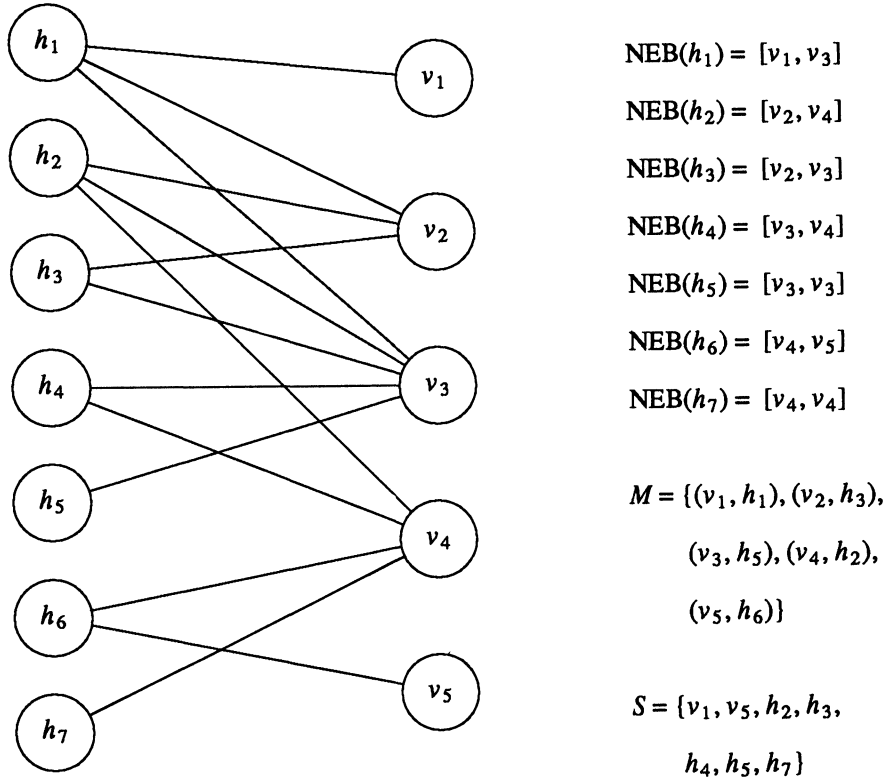 h₁
h₂
h₃
h₄
h₅
h₆
h₇
v₁
v₂
v₃
v₄
v₅
NEB(h₁) = [v₁, v₃]
NEB(h₂) = [v₂, v₄]
NEB(h₃) = [v₂, v₃]
NEB(h₄) = [v₃, v₄]
NEB(h₅) = [v₃, v₃]
NEB(h₆) = [v₄, v₅]
NEB(h₇) = [v₄, v₄]
M = {(v₁, h₁), (v₂, h₃),
(v₃, h₅), (v₄, h₂),
(v₅, h₆)}
S = {v₁, v₅, h₂, h₃,
h₄, h₅, h₇}